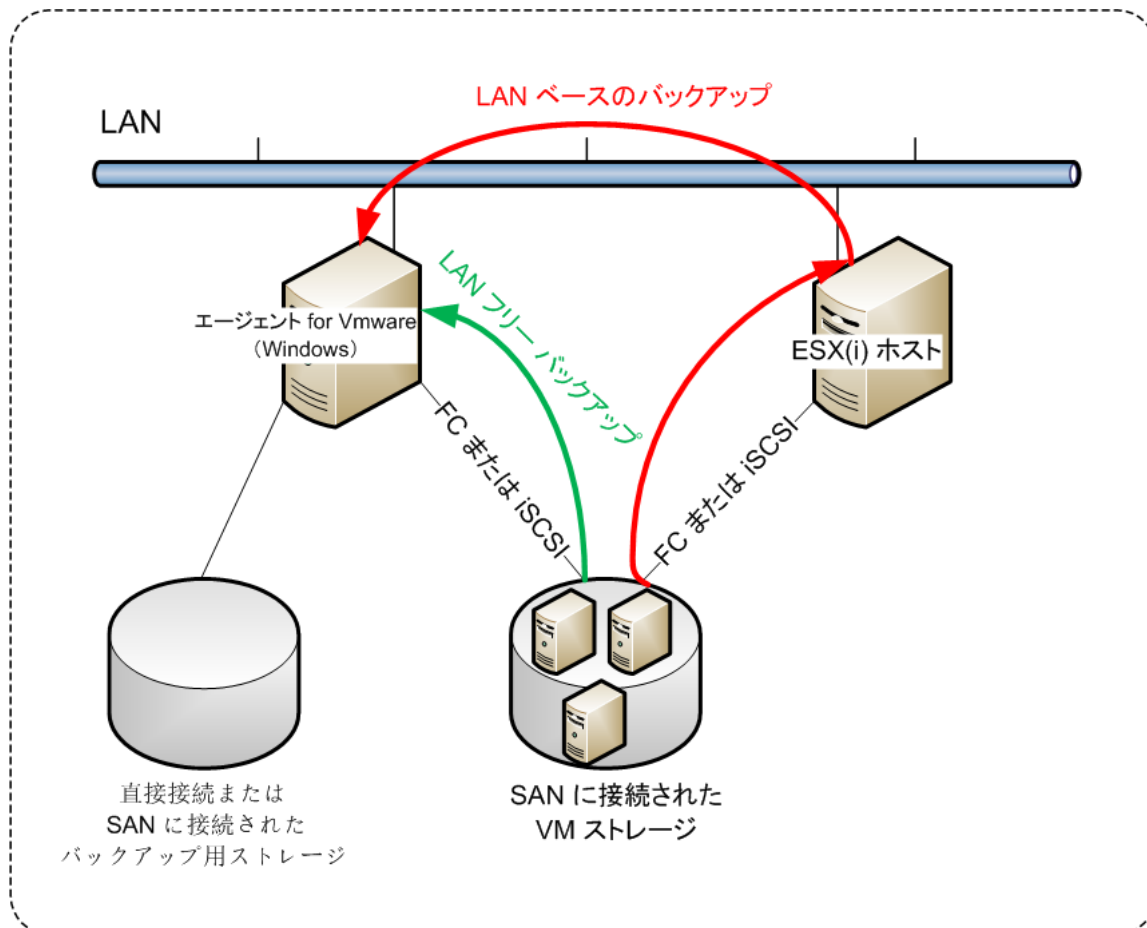 LAN ベースのバックアップ
LAN
エージェント for Vmware
（Windows）
LAN フリー バックアップ
ESX(i) ホスト
FC または iSCSI
FC または iSCSI
直接接続または
SAN に接続された
バックアップ用ストレージ
SAN に接続された
VM ストレージ